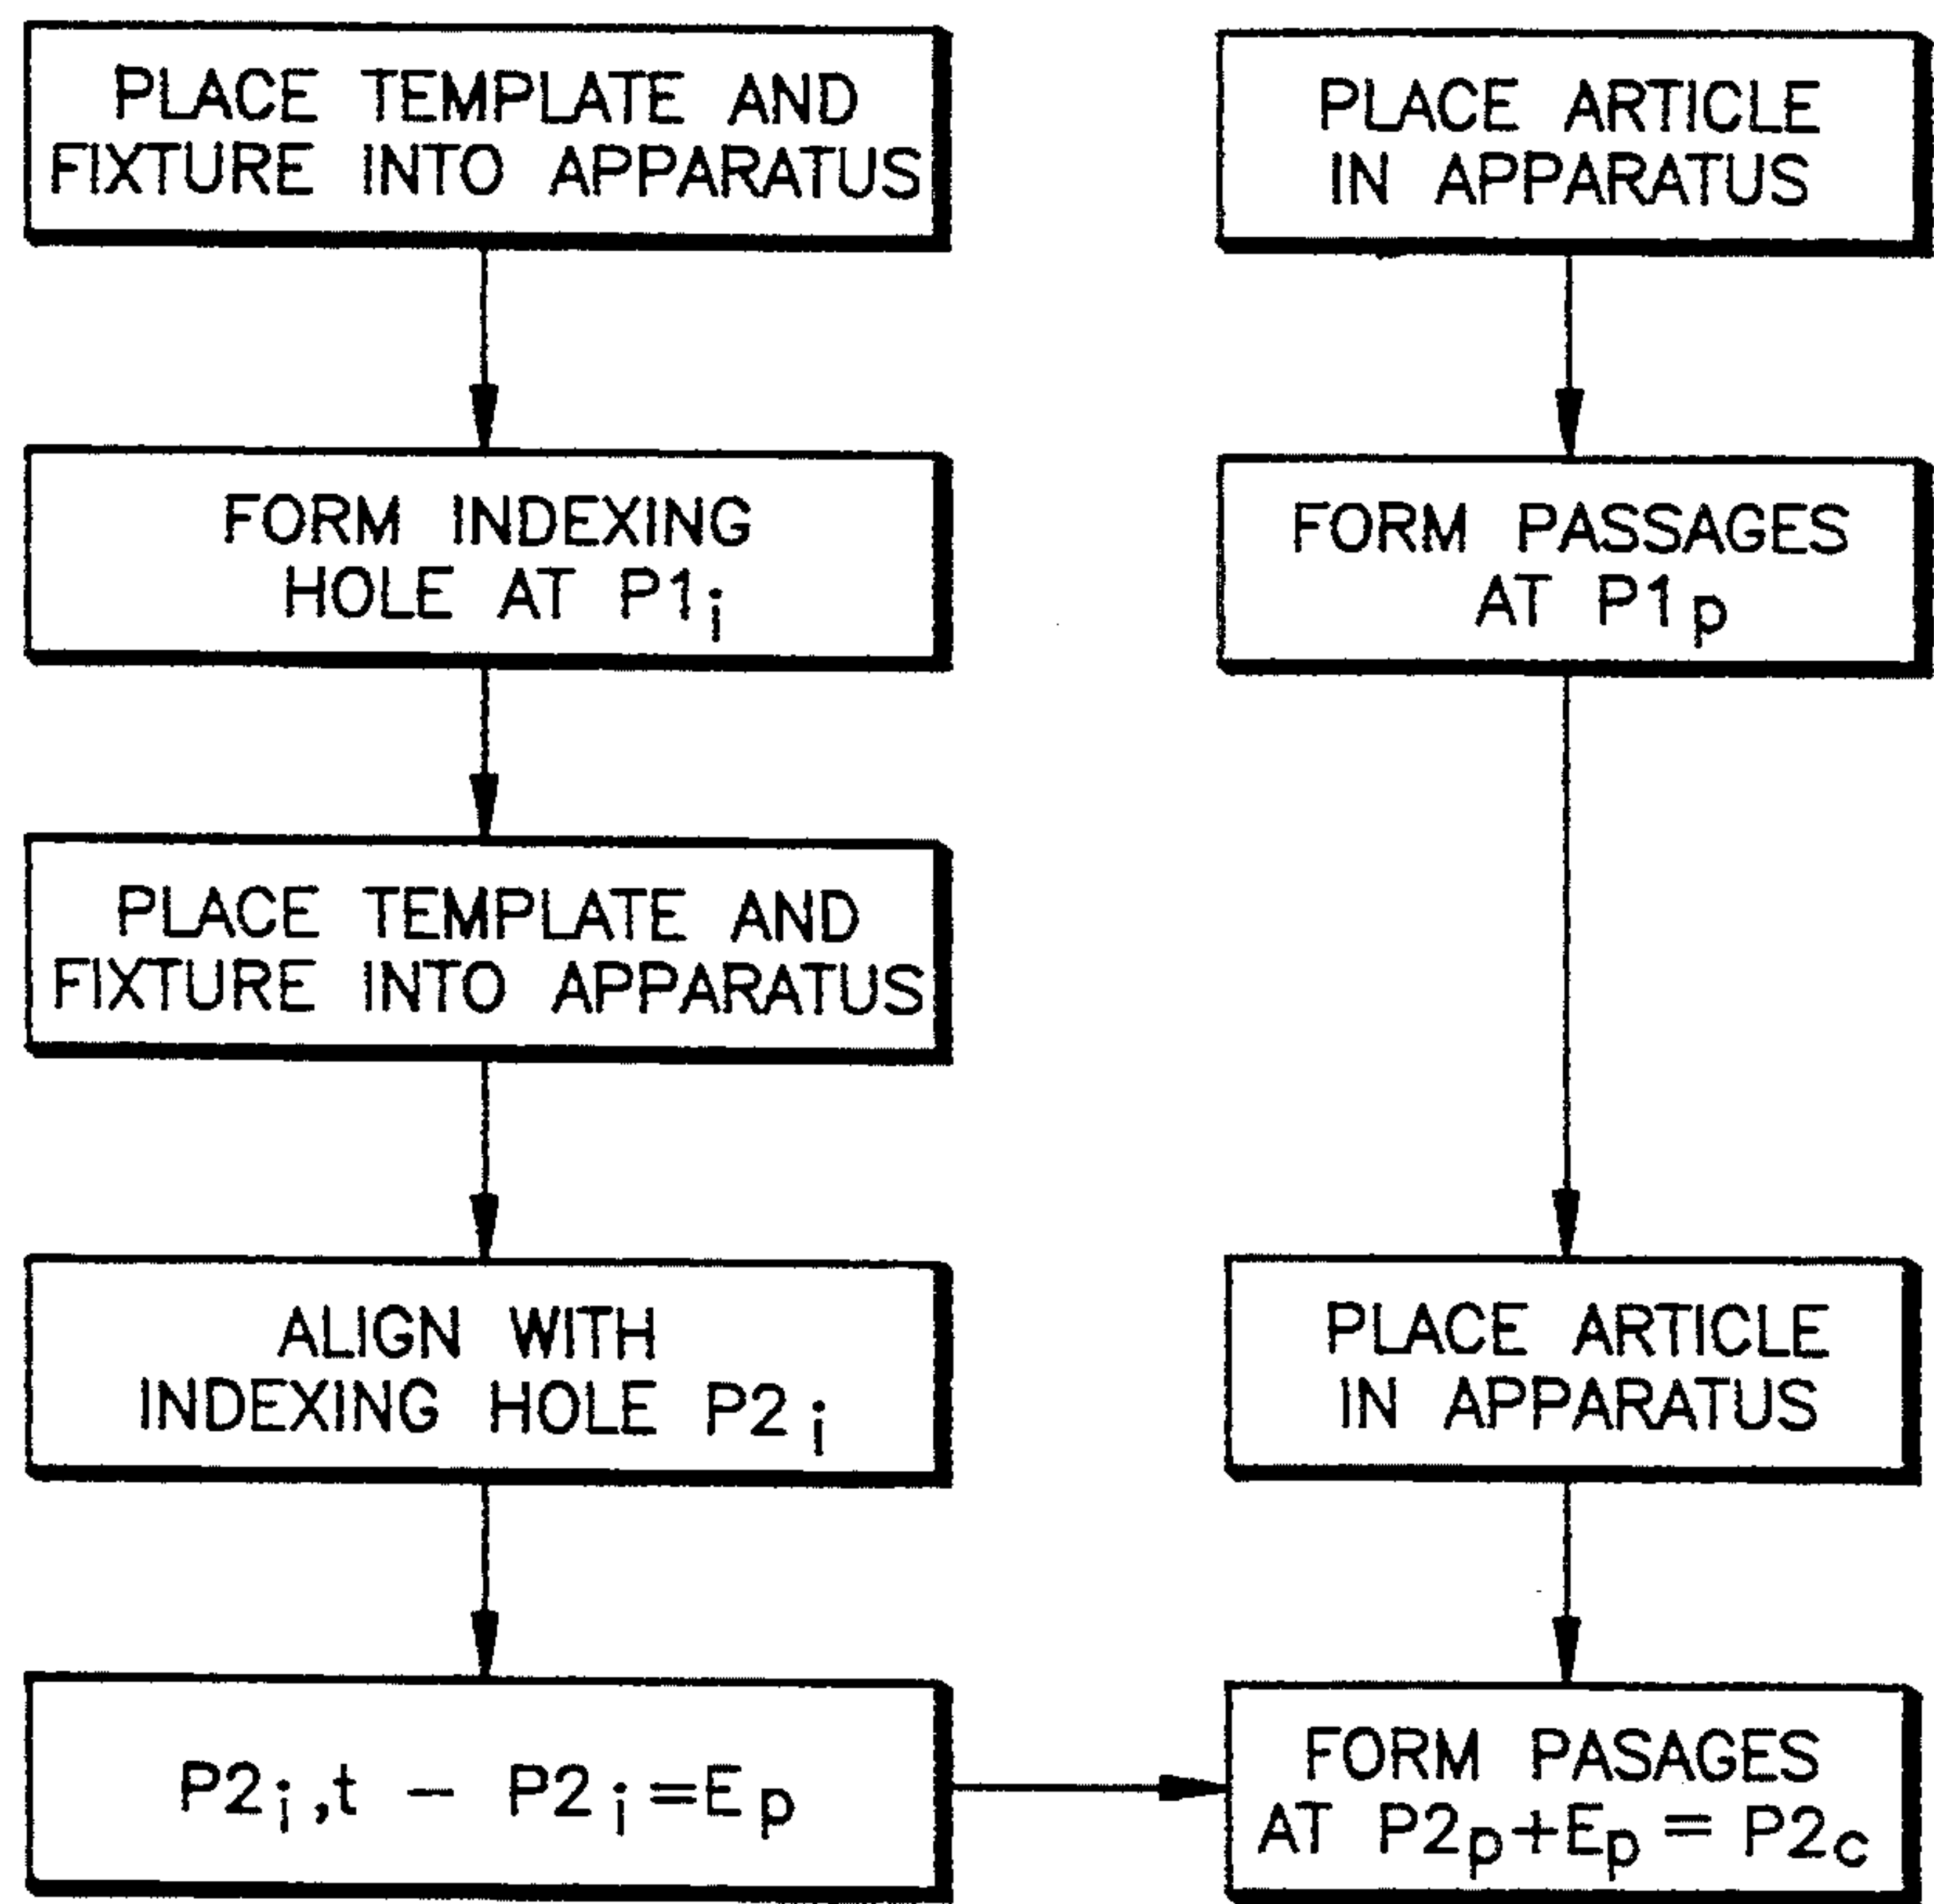 PLACE TEMPLATE AND
FIXTURE INTO APPARATUS
FORM INDEXING
HOLE AT P1i
PLACE TEMPLATE AND
FIXTURE INTO APPARATUS
ALIGN WITH
INDEXING HOLE P2i
P2i,t - P2i=Ep
PLACE ARTICLE
IN APPARATUS
FORM PASSAGES
AT P1p
PLACE ARTICLE
IN APPARATUS
FORM PASAGES
AT P2p+Ep = P2c